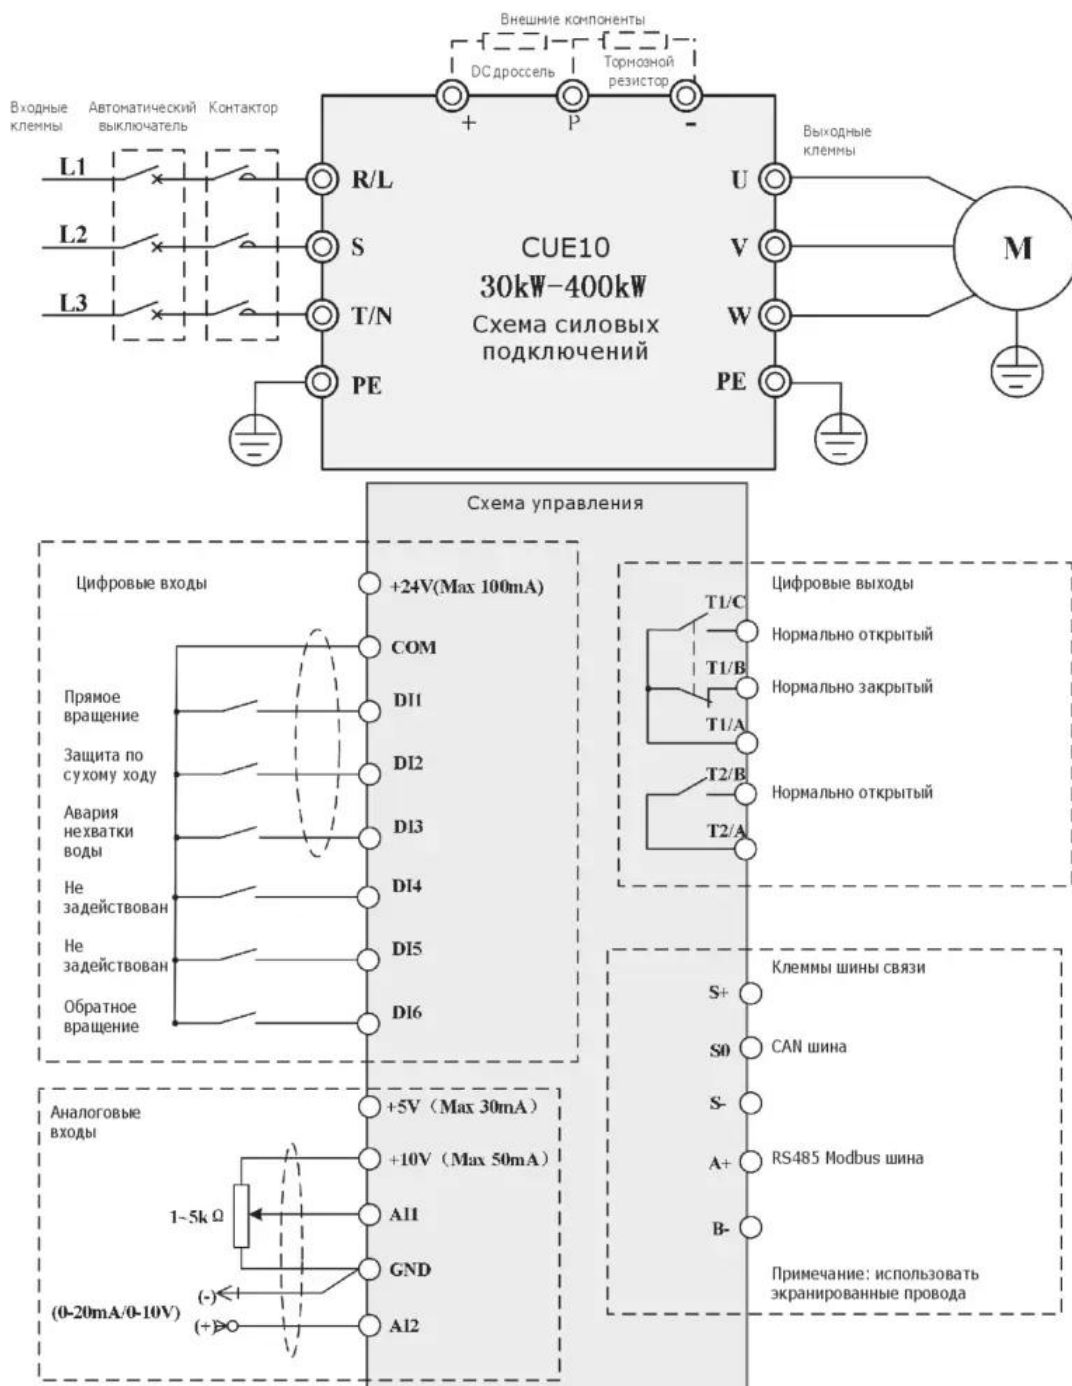 Внешние компоненты
DC дроссель
Тормозной
резистор
+
P
-
Входные
клеммы
Автоматический
выключатель
Контактор
Выходные
клеммы
L1
R/L
U
L2
S
V
M
L3
T/N
W
PE
PE
CUE10
30kW-400kW
Схема силовых
подключений
Схема управления
Цифровые входы
+24V(Max 100mA)
COM
Прямое
вращение
DI1
Защита по
сухому ходу
DI2
Авария
нехватки
воды
DI3
Не
задействован
DI4
Не
задействован
DI5
Обратное
вращение
DI6
Цифровые выходы
T1/C
Нормально открытый
T1/B
Нормально закрытый
T1/A
T2/B
Нормально открытый
T2/A
Аналоговые
входы
+5V (Max 30mA)
+10V (Max 50mA)
1~5k Ω
AI1
GND
(-)
(0-20mA/0-10V)
(+)
AI2
Клеммы шины связи
S+
S0
CAN шина
S-
A+
RS485 Modbus шина
B-
Примечание: использовать
экранированные провода